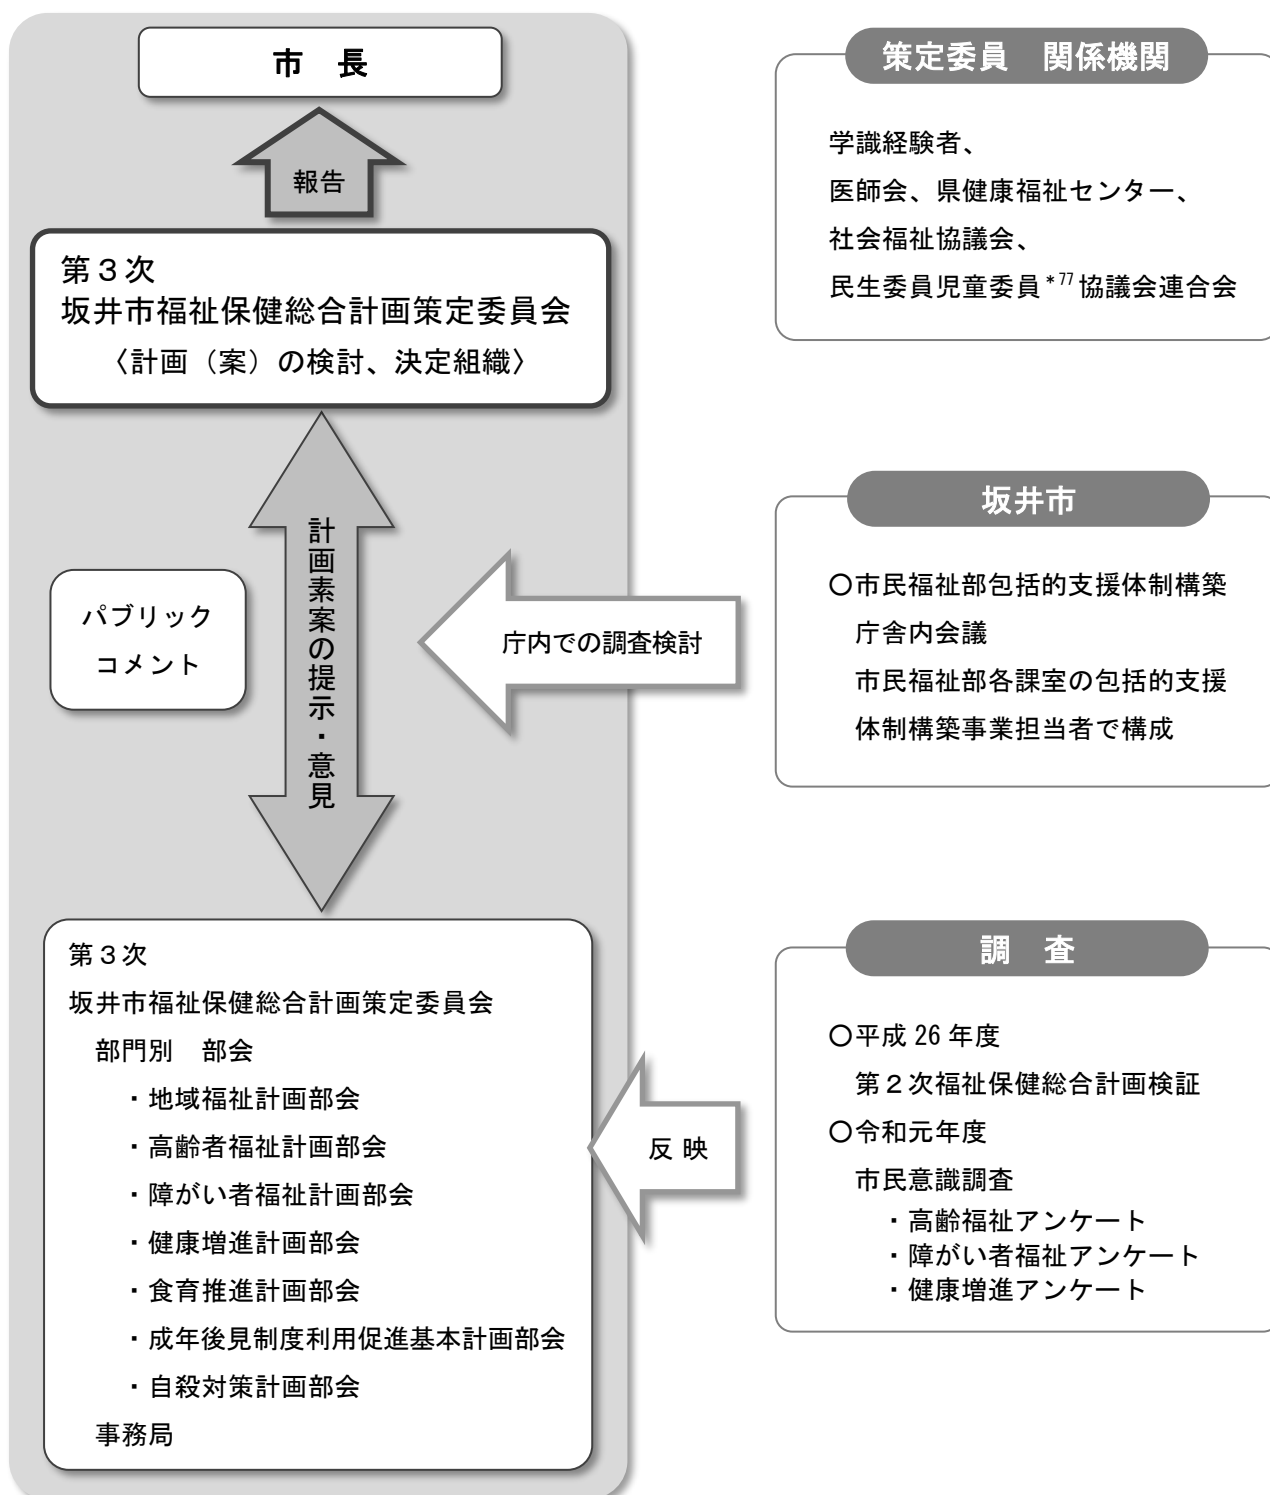 市　長
報告
第３次
坂井市福祉保健総合計画策定委員会
〈計画（案）の検討、決定組織〉
計画素案の提示・意見
パブリック
コメント
庁内での調査検討
第３次
坂井市福祉保健総合計画策定委員会
部門別　部会
・地域福祉計画部会
・高齢者福祉計画部会
・障がい者福祉計画部会
・健康増進計画部会
・食育推進計画部会
・成年後見制度利用促進基本計画部会
・自殺対策計画部会
事務局
反 映
策定委員　関係機関
学識経験者、
医師会、県健康福祉センター、
社会福祉協議会、
民生委員児童委員*77協議会連合会
坂井市
〇市民福祉部包括的支援体制構築
庁舎内会議
市民福祉部各課室の包括的支援
体制構築事業担当者で構成
調　査
〇平成 26 年度
第２次福祉保健総合計画検証
〇令和元年度
市民意識調査
・高齢福祉アンケート
・障がい者福祉アンケート
・健康増進アンケート